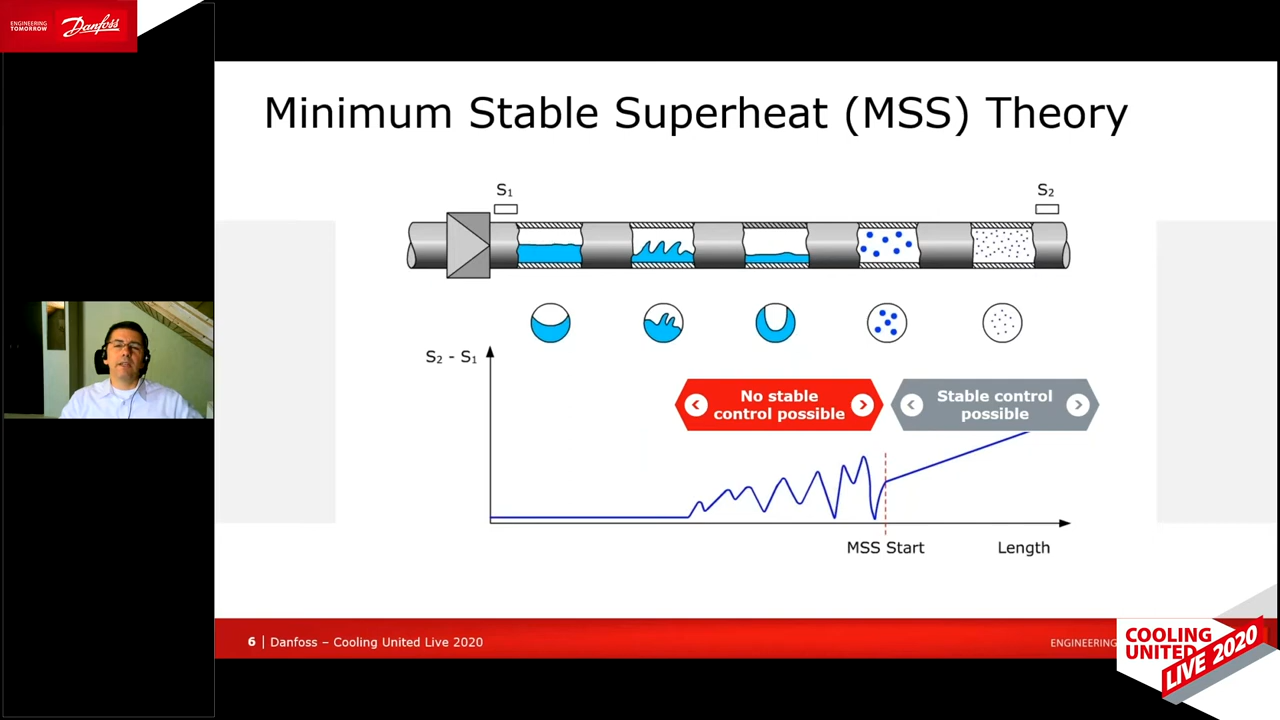 ENGINEERING
TOMORROW
Danfoss
Minimum Stable Superheat (MSS) Theory
S1
S2
S2 - S1
No stable
control possible
Stable control
possible
MSS Start
Length
6 | Danfoss – Cooling United Live 2020
ENGINEERING
COOLING
UNITED
LIVE 2020